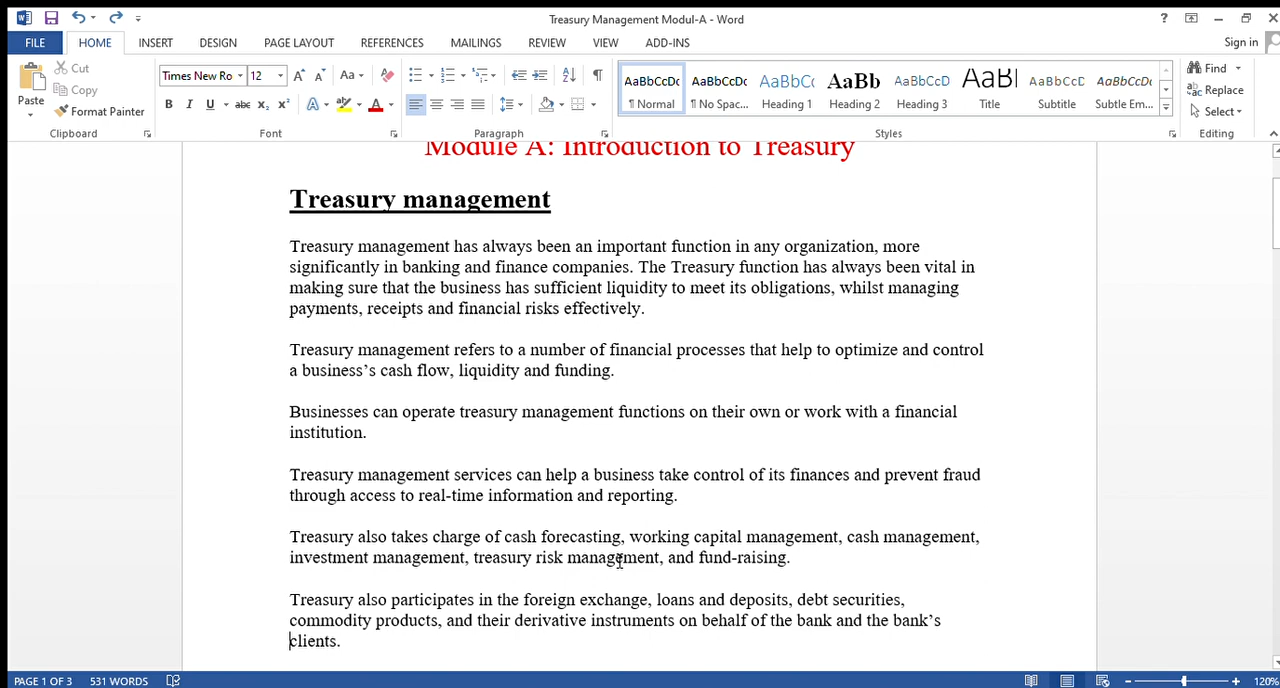 Treasury Management Modul-A - Word
?
FILE HOME INSERT DESIGN PAGE LAYOUT REFERENCES MAILINGS REVIEW VIEW ADD-INS Sign in
Paste
Cut
Copy
Format Painter
Clipboard
Times New Ro 12
Aa
B I U abc X₂ X²
A
Font
Paragraph
AaBbCcDc AaBbCcDc AaBbCc AaBb AaBbCcD AaB AaBbCcD AaBbCcDc
¶ Normal ¶ No Spac... Heading 1 Heading 2 Heading 3 Title Subtitle Subtle Em...
Styles
Find
Replace
Select
Editing
Module A: Introduction to Treasury
Treasury management
Treasury management has always been an important function in any organization, more
significantly in banking and finance companies. The Treasury function has always been vital in
making sure that the business has sufficient liquidity to meet its obligations, whilst managing
payments, receipts and financial risks effectively.
Treasury management refers to a number of financial processes that help to optimize and control
a business’s cash flow, liquidity and funding.
Businesses can operate treasury management functions on their own or work with a financial
institution.
Treasury management services can help a business take control of its finances and prevent fraud
through access to real-time information and reporting.
Treasury also takes charge of cash forecasting, working capital management, cash management,
investment management, treasury risk management, and fund-raising.
Treasury also participates in the foreign exchange, loans and deposits, debt securities,
commodity products, and their derivative instruments on behalf of the bank and the bank’s
clients.
PAGE 1 OF 3 531 WORDS 120%